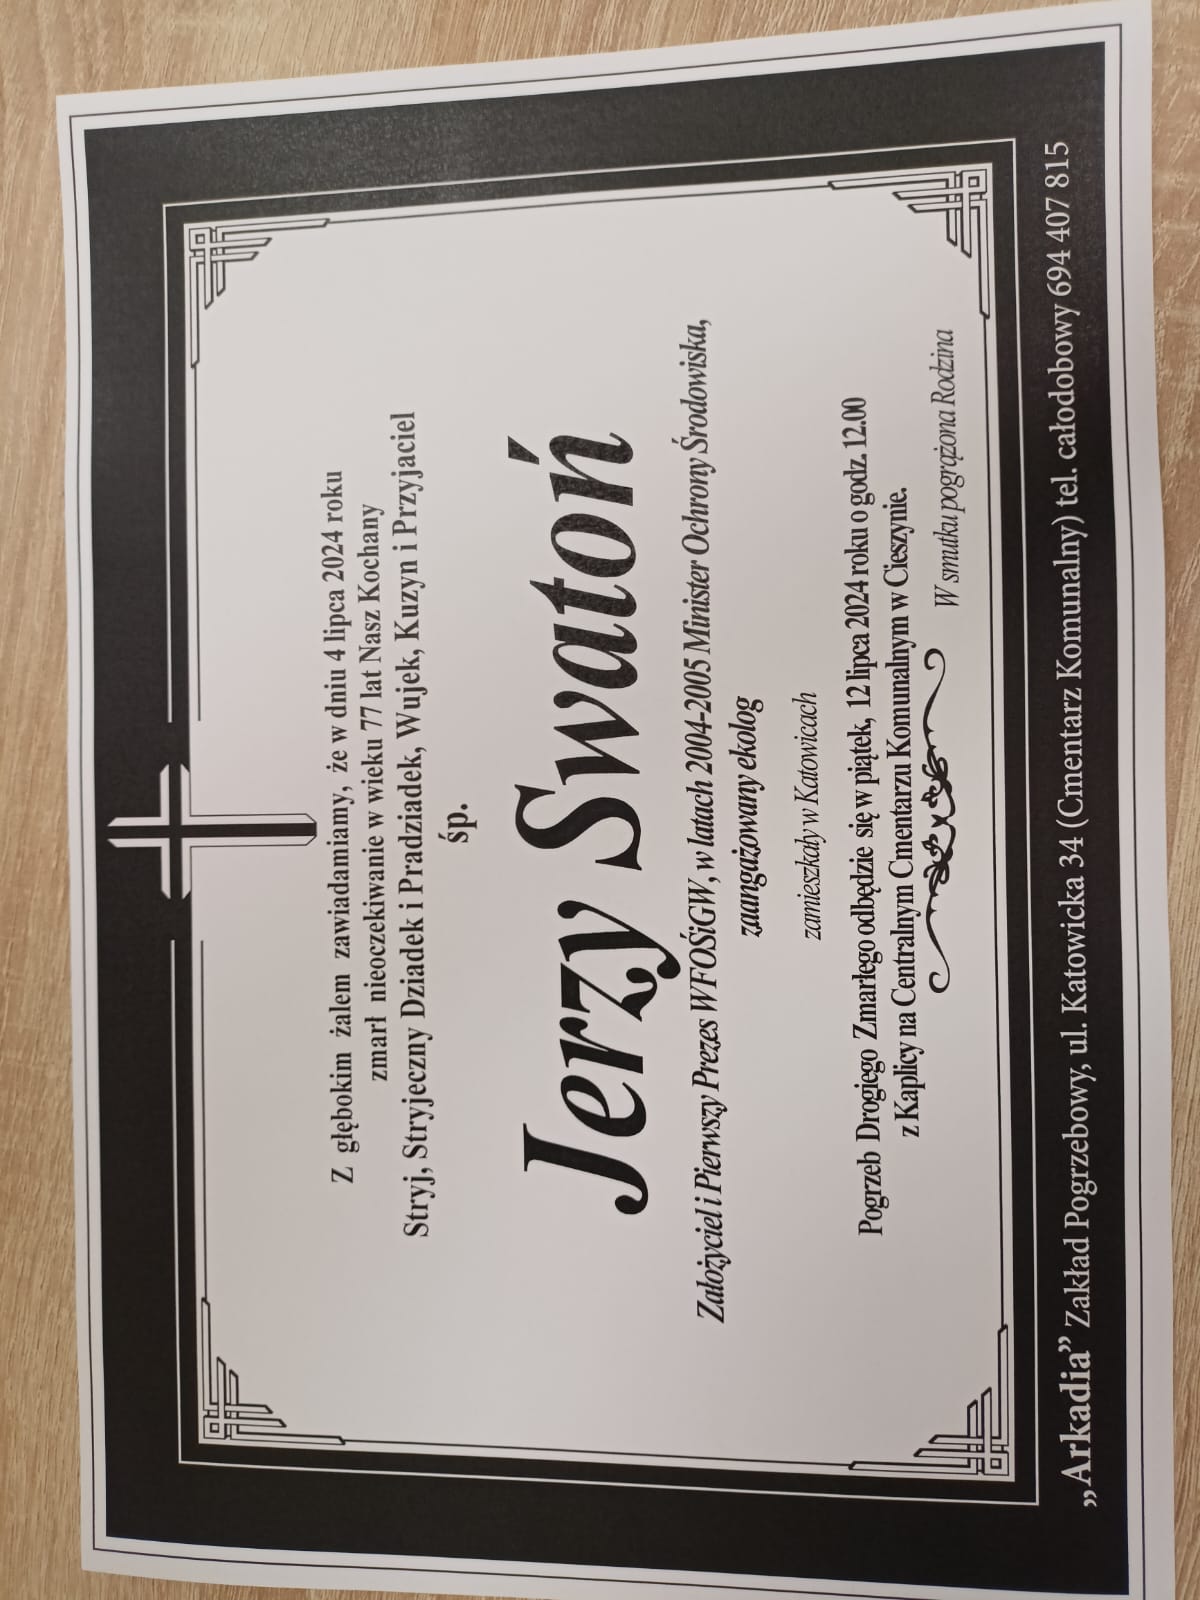 Z głębokim żalem zawiadamiamy, że w dniu 4 lipca 2024 roku
zmarł nieoczekiwanie w wieku 77 lat Nasz Kochany
Stryj, Stryjeczny Dziadek i Pradziadek, Wujek, Kuzyn i Przyjaciel
śp.
Jerzy Swatoń
Założyciel i Pierwszy Prezes WFOŚiGW, w latach 2004-2005 Minister Ochrony Środowiska,
zaangażowany ekolog
zamieszkały w Katowicach
Pogrzeb Drogiego Zmarłego odbędzie się w piątek, 12 lipca 2024 roku o godz. 12.00
z Kaplicy na Centralnym Cmentarzu Komunalnym w Cieszynie.
W smutku pogrążona Rodzina
„Arkadia” Zakład Pogrzebowy, ul. Katowicka 34 (Cmentarz Komunalny) tel. całodobowy 694 407 815